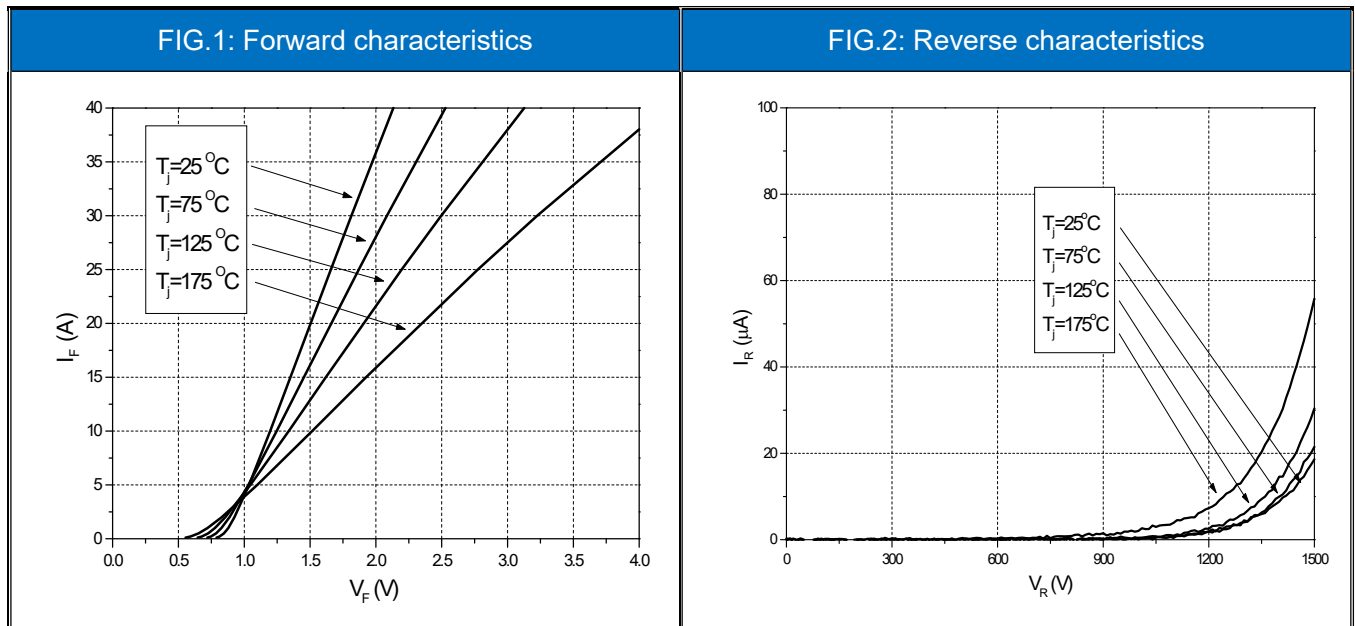 FIG.1: Forward characteristics
FIG.2: Reverse characteristics
40
35
30
25
20
15
10
5
0
I_F (A)
T_j=25 °C
T_j=75 °C
T_j=125 °C
T_j=175 °C
0.0 0.5 1.0 1.5 2.0 2.5 3.0 3.5 4.0
V_F (V)
100
80
60
40
20
0
I_R (μA)
T_j=25°C
T_j=75°C
T_j=125°C
T_j=175°C
0 300 600 900 1200 1500
V_R (V)